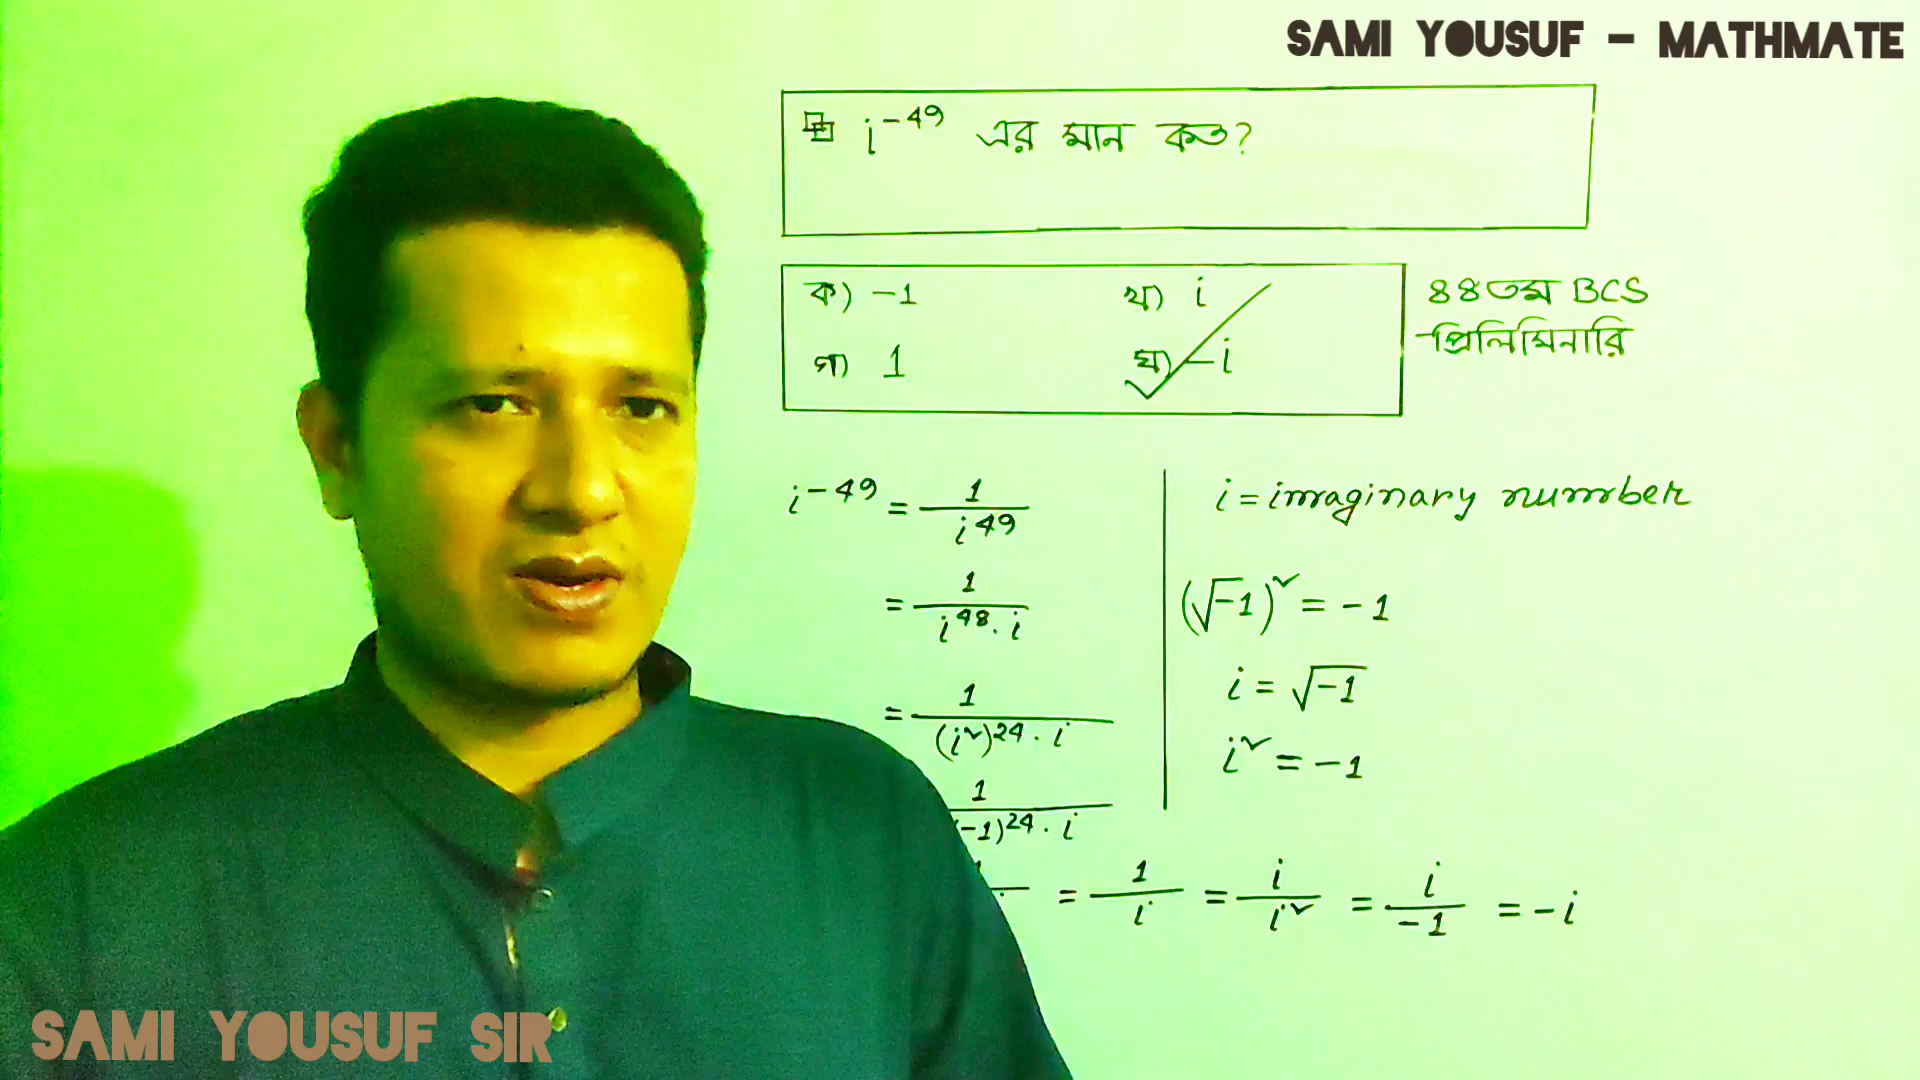 SAMI YOUSUF - MATHMATE
i⁻⁴⁹ এর মান কত?
ক) -1 খ) i
গ) 1 ঘ) -i
৪৪তম BCS
প্রিলিমিনারি
i⁻⁴⁹ = 1/i⁴⁹
= 1/i⁴⁸. i
= 1/(i²)²⁴ . i
1/(-1)²⁴ . i
= 1/i = i/i² = i/-1 = -i
i = imaginary number
(√-1)² = -1
i = √-1
i² = -1
SAMI YOUSUF SIR